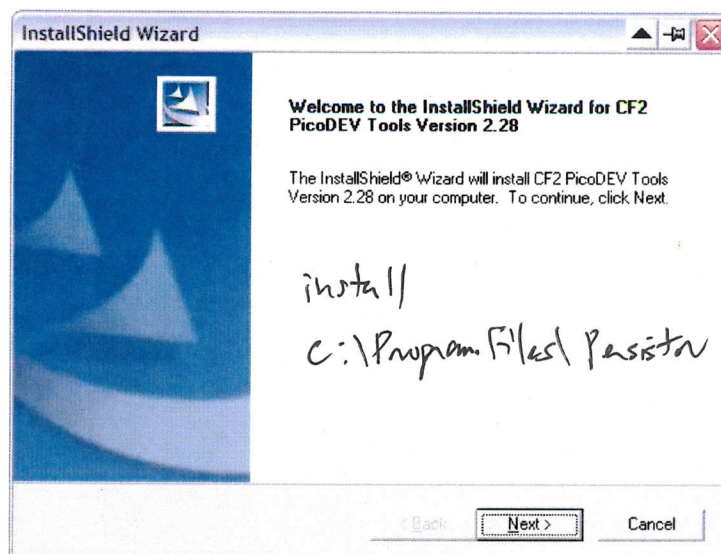 InstallShield Wizard
Welcome to the InstallShield Wizard for CF2
PicoDEV Tools Version 2.28
The InstallShield® Wizard will install CF2 PicoDEV Tools
Version 2.28 on your computer. To continue, click Next.
install
C:\Program.Files\Persistor
< Back
Next >
Cancel